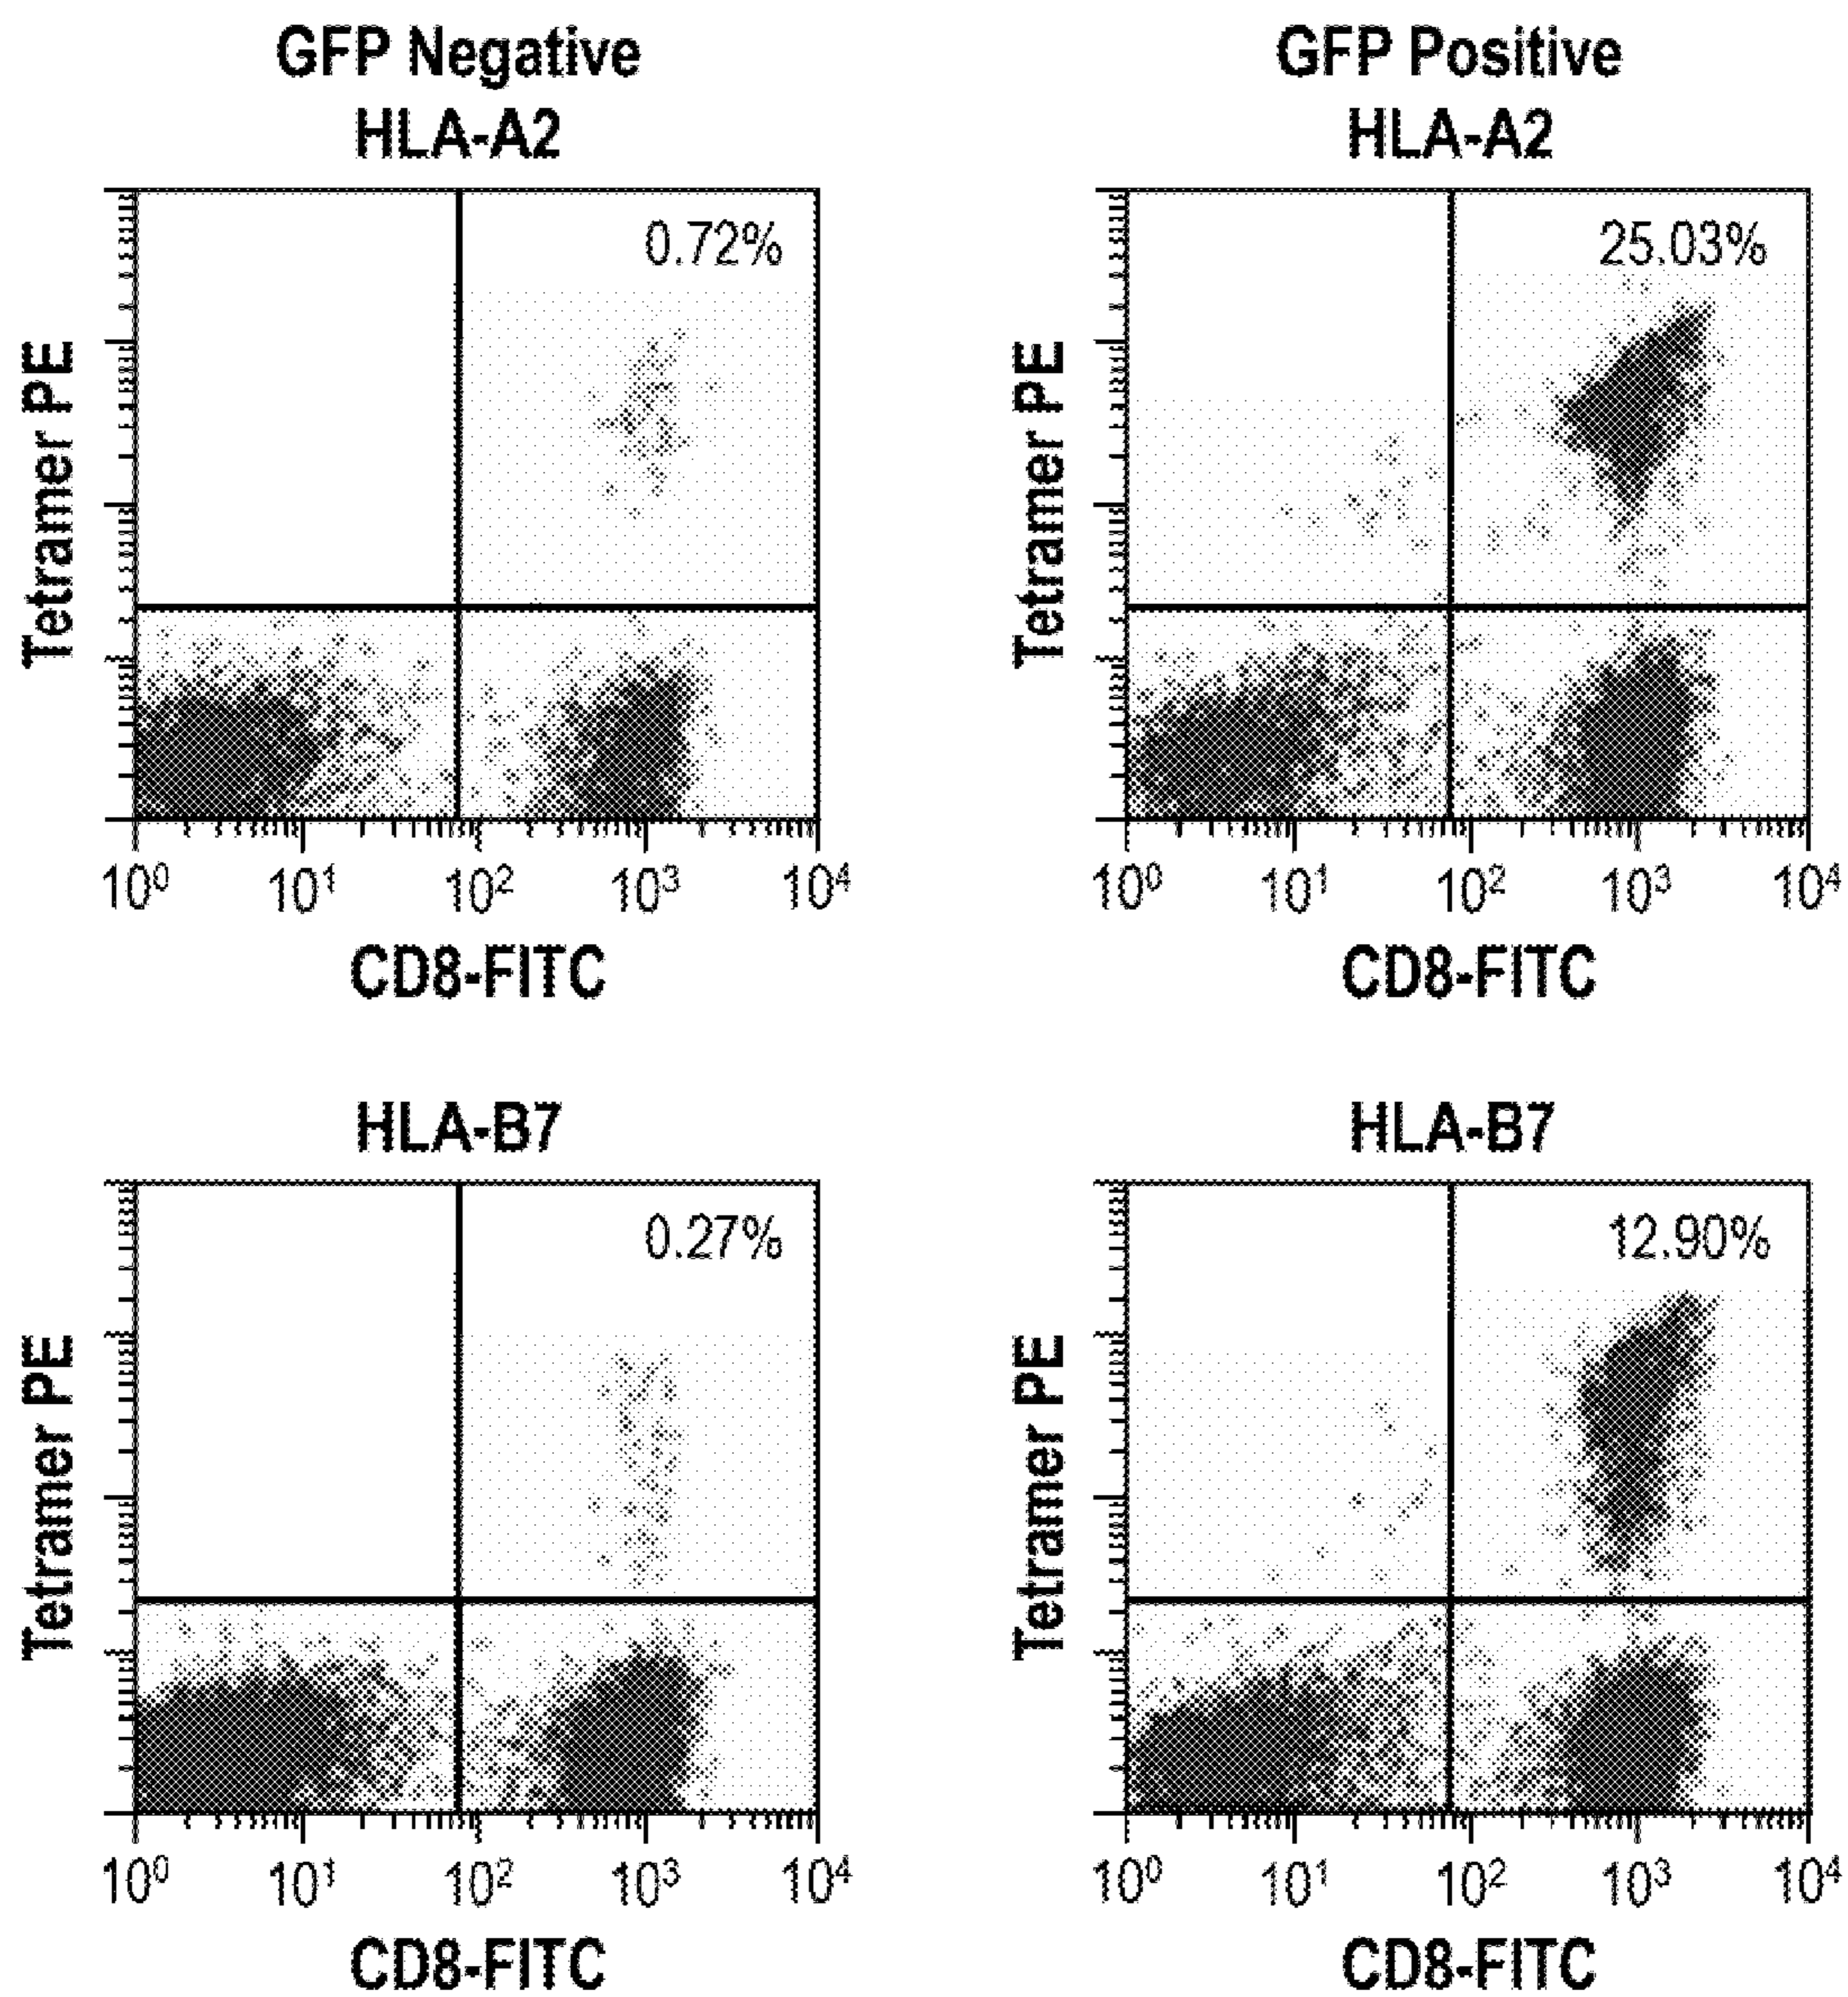 GFP Negative
HLA-A2
0.72%
Tetramer PE
10⁰ 10¹ 10² 10³ 10⁴
CD8-FITC
GFP Positive
HLA-A2
25.03%
Tetramer PE
10⁰ 10¹ 10² 10³ 10⁴
CD8-FITC
HLA-B7
0.27%
Tetramer PE
10⁰ 10¹ 10² 10³ 10⁴
CD8-FITC
HLA-B7
12.90%
Tetramer PE
10⁰ 10¹ 10² 10³ 10⁴
CD8-FITC